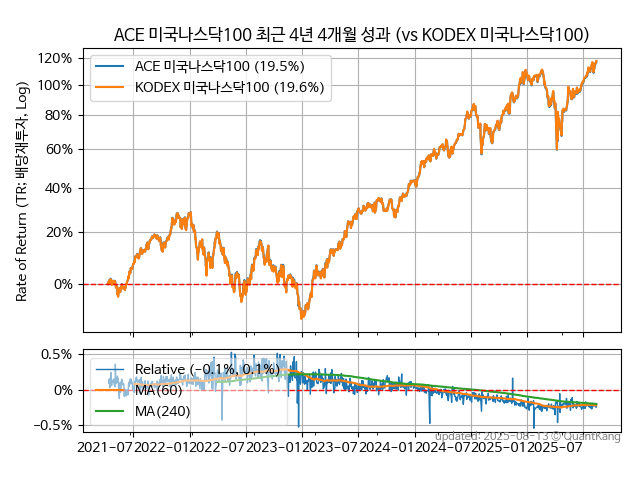 ACE 미국나스닥100 최근 4년 4개월 성과 (vs KODEX 미국나스닥100)
120%
100%
80%
60%
40%
20%
0%
Rate of Return (TR: 배당재투자, Log)
ACE 미국나스닥100 (19.5%)
KODEX 미국나스닥100 (19.6%)
0.5%
0.0%
−0.5%
Relative (−0.1%, 0.1%)
MA(60)
MA(240)
2021-07 2022-01 2022-07 2023-01 2023-07 2024-01 2024-07 2025-01 2025-07
updated: 2025-08-13 © QuantKang